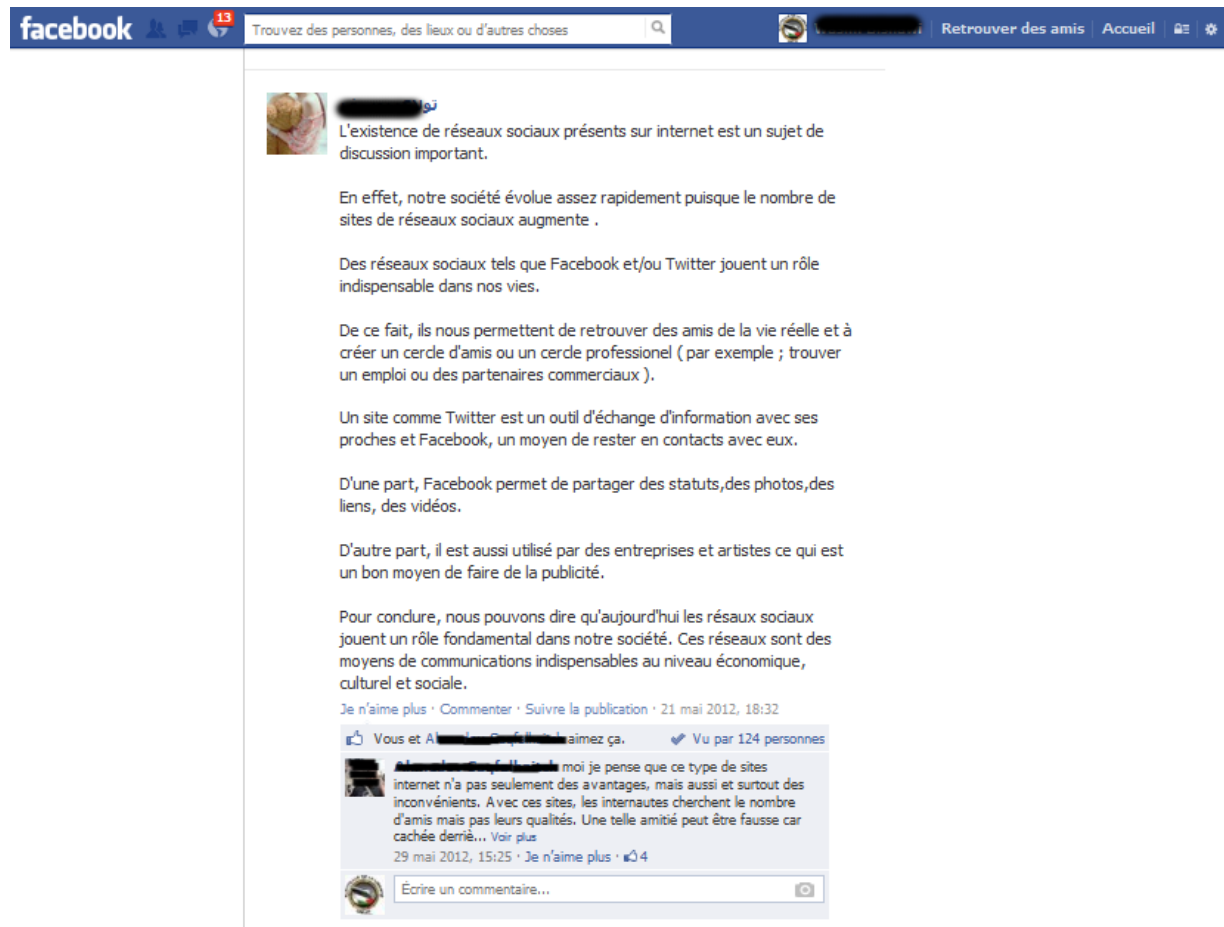 facebook
13
Trouvez des personnes, des lieux ou d'autres choses
Retrouver des amis
Accueil
تو
L'existence de réseaux sociaux présents sur internet est un sujet de
discussion important.
En effet, notre société évolue assez rapidement puisque le nombre de
sites de réseaux sociaux augmente .
Des réseaux sociaux tels que Facebook et/ou Twitter jouent un rôle
indispensable dans nos vies.
De ce fait, ils nous permettent de retrouver des amis de la vie réelle et à
créer un cercle d'amis ou un cercle professionel ( par exemple ; trouver
un emploi ou des partenaires commerciaux ).
Un site comme Twitter est un outil d'échange d'information avec ses
proches et Facebook, un moyen de rester en contacts avec eux.
D'une part, Facebook permet de partager des statuts,des photos,des
liens, des vidéos.
D'autre part, il est aussi utilisé par des entreprises et artistes ce qui est
un bon moyen de faire de la publicité.
Pour conclure, nous pouvons dire qu'aujourd'hui les résaux sociaux
jouent un rôle fondamental dans notre société. Ces réseaux sont des
moyens de communications indispensables au niveau économique,
culturel et sociale.
Je n'aime plus · Commenter · Suivre la publication · 21 mai 2012, 18:32
Vous et aimez ça.
Vu par 124 personnes
moi je pense que ce type de sites
internet n'a pas seulement des avantages, mais aussi et surtout des
inconvénients. Avec ces sites, les internautes cherchent le nombre
d'amis mais pas leurs qualités. Une telle amitié peut être fausse car
cachée derriè... Voir plus
29 mai 2012, 15:25 · Je n'aime plus · 4
Écrire un commentaire...